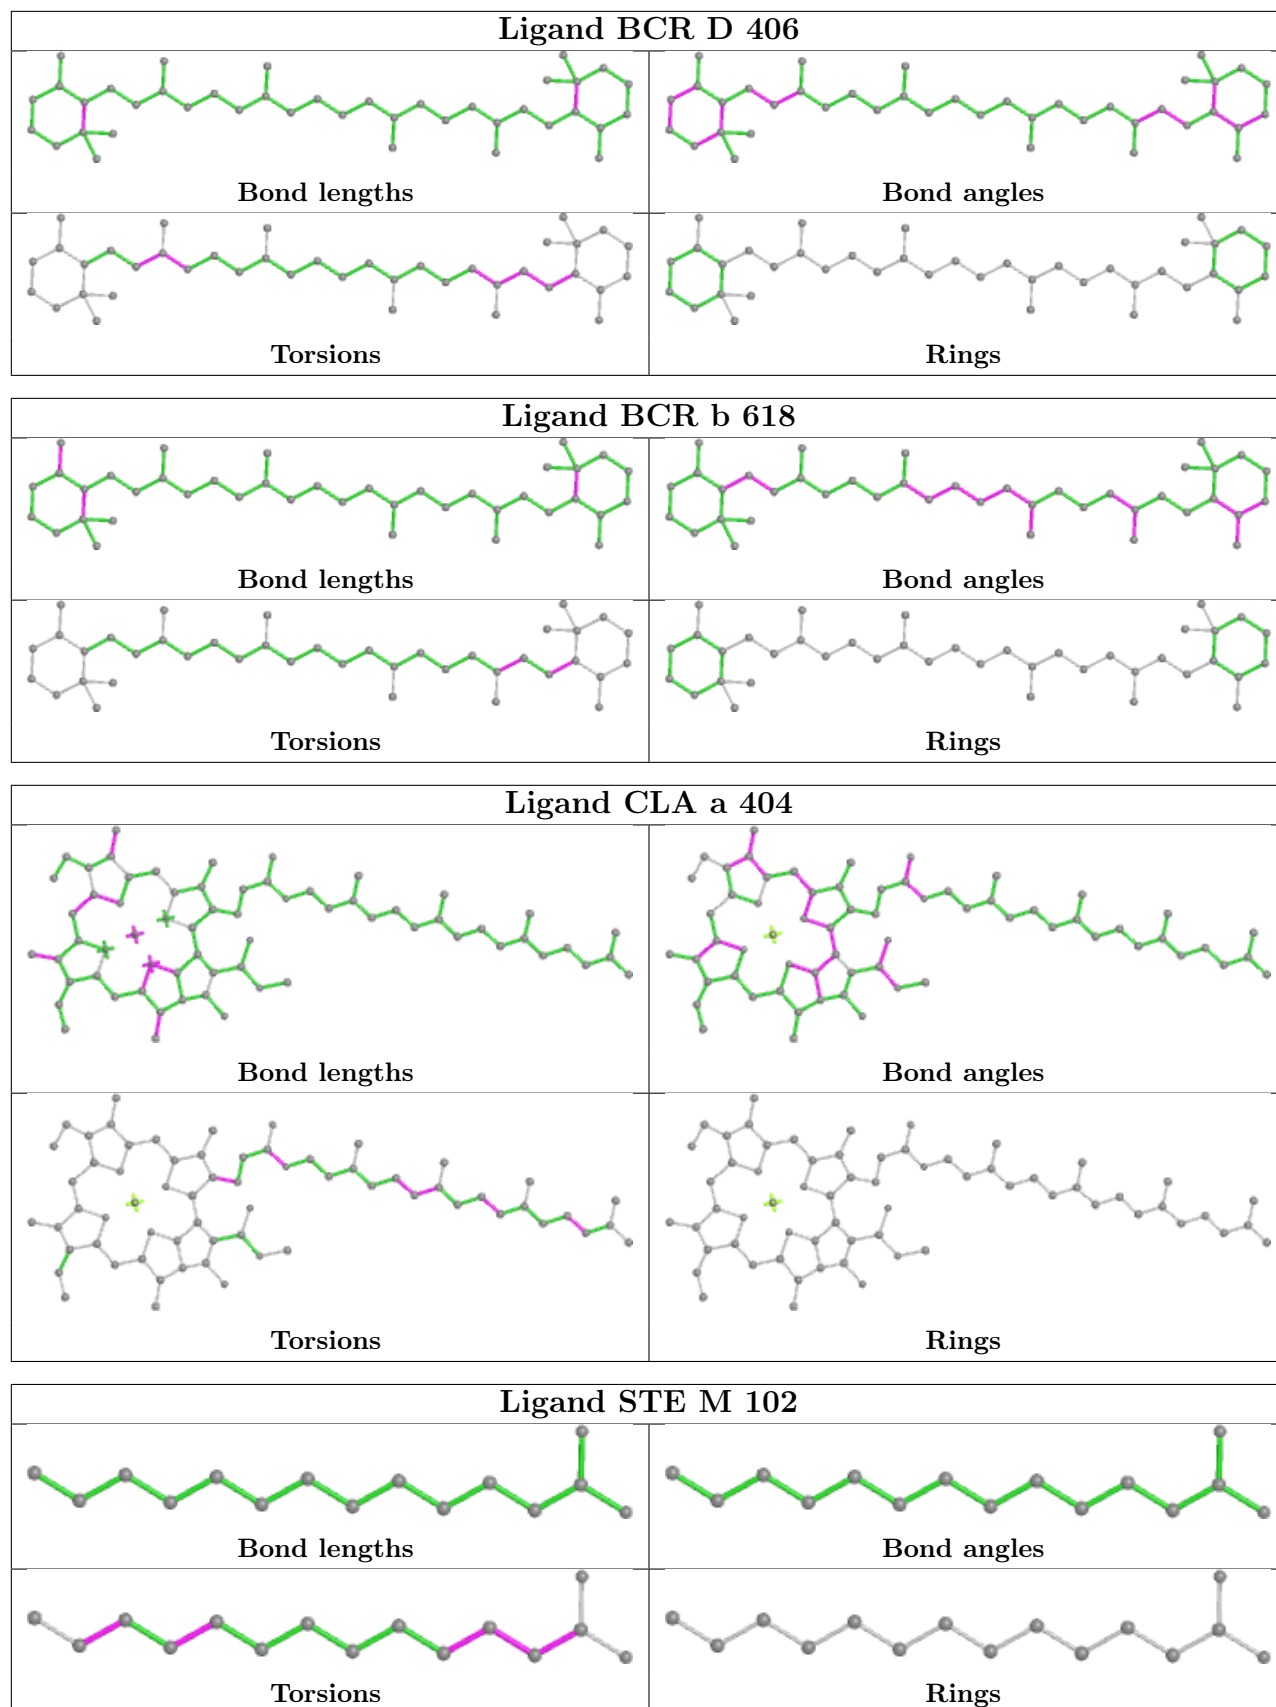 Ligand BCR D 406
Bond lengths
Bond angles
Torsions
Rings
Ligand BCR b 618
Bond lengths
Bond angles
Torsions
Rings
Ligand CLA a 404
Bond lengths
Bond angles
Torsions
Rings
Ligand STE M 102
Bond lengths
Bond angles
Torsions
Rings